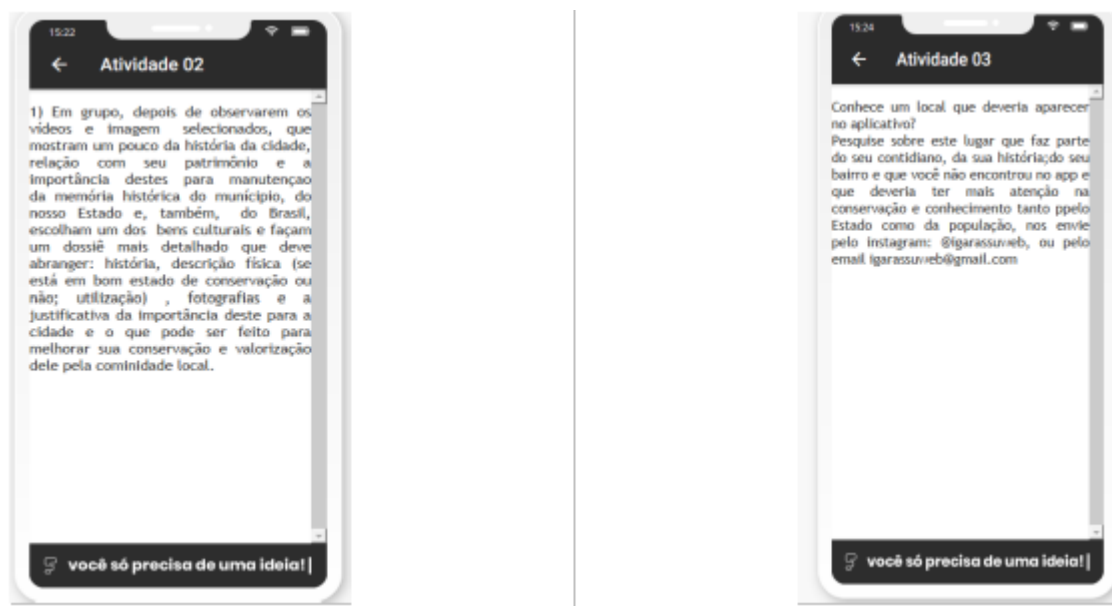 15:22
Atividade 02
1) Em grupo, depois de observarem os
vídeos e imagem selecionados, que
mostram um pouco da história da cidade,
relação com seu patrimônio e a
importância destes para manutençao
da memória histórica do munícipio, do
nosso Estado e, também, do Brasil,
escolham um dos bens culturais e façam
um dossiê mais detalhado que deve
abranger: história, descrição física (se
está em bom estado de conservação ou
não; utilização) , fotografias e a
justificativa da importância deste para a
cidade e o que pode ser feito para
melhorar sua conservação e valorização
dele pela cominidade local.
você só precisa de uma ideia!
15:24
Atividade 03
Conhece um local que deveria aparecer
no aplicativo?
Pesquise sobre este lugar que faz parte
do seu contidiano, da sua história;do seu
bairro e que você não encontrou no app e
que deveria ter mais atenção na
conservação e conhecimento tanto ppelo
Estado como da população, nos envie
pelo instagram: @igarassuweb, ou pelo
email igarassuweb@gmail.com
você só precisa de uma ideia!